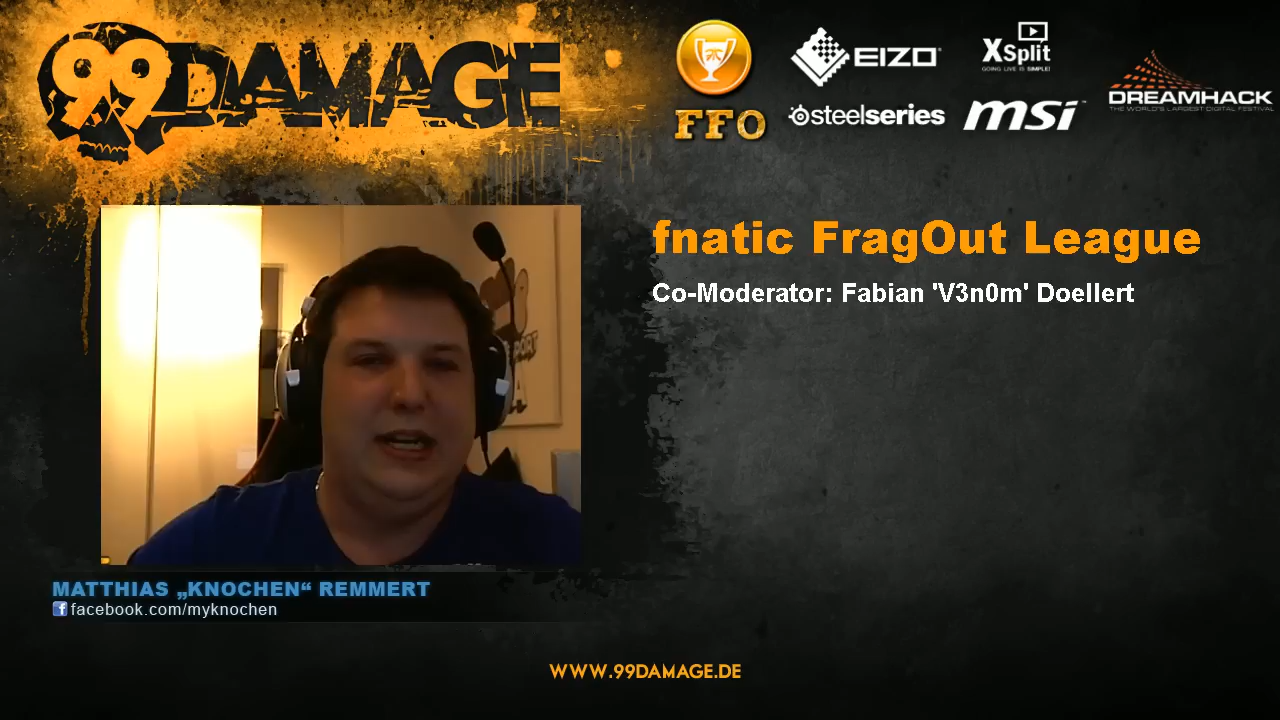 99DAMAGE
EIZO
XSplit
GOING LIVE IS SIMPLE!
FFO
steelseries
msi
DREAMHACK
THE WORLD'S LARGEST DIGITAL FESTIVAL
fnatic FragOut League
Co-Moderator: Fabian 'V3n0m' Doellert
MATTHIAS „KNOCHEN“ REMMERT
facebook.com/myknochen
WWW.99DAMAGE.DE